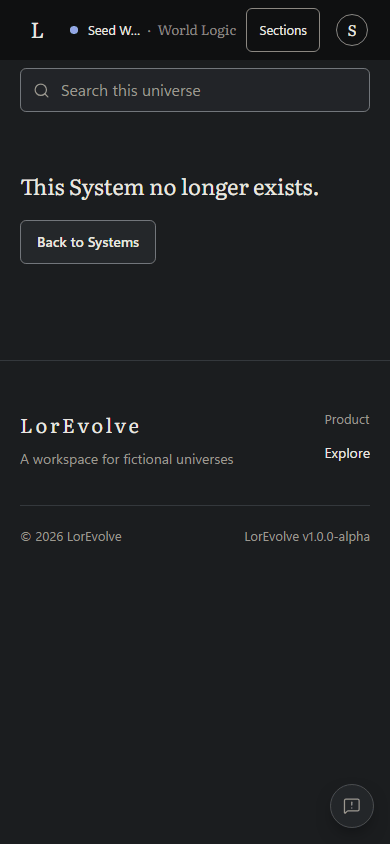 L
Seed W... · World Logic
Sections
S
Search this universe
This System no longer exists.
Back to Systems
LorEvolve
A workspace for fictional universes
Product
Explore
© 2026 LorEvolve
LorEvolve v1.0.0-alpha